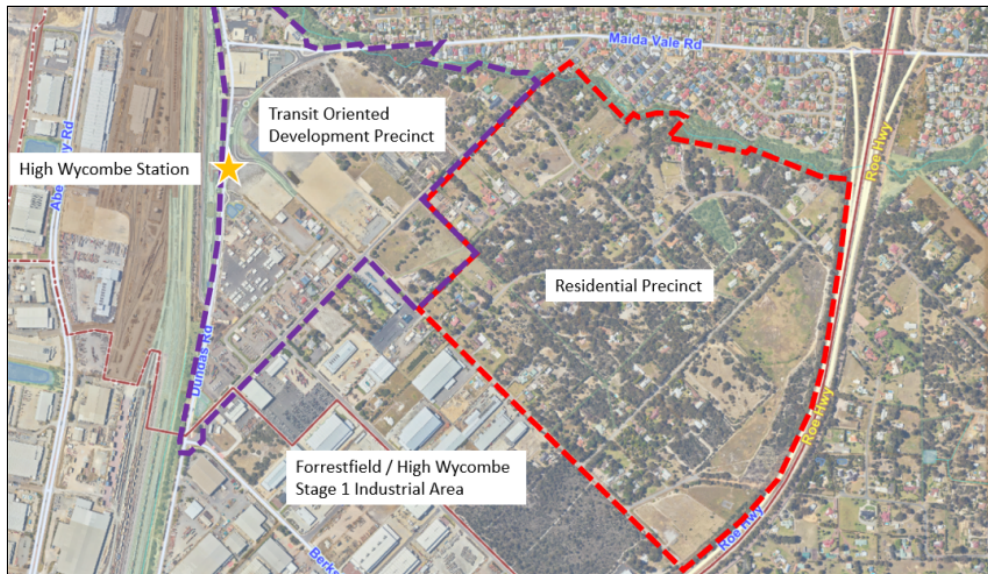 Maida Vale Rd
Transit Oriented
Development Precinct
High Wycombe Station
Roe Hwy
Residential Precinct
Dundas Rd
Roe Hwy
Forrestfield / High Wycombe
Stage 1 Industrial Area
Roe Hwy